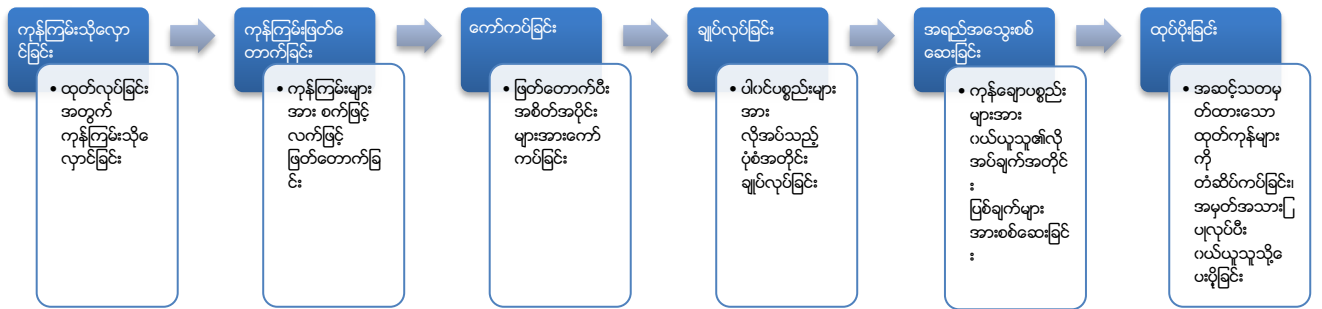 ကုန်ကြမ်းသိုလှော
င်ခြင်း
• ထုတ်လုပ်ခြင်း
အတွက်
ကုန်ကြမ်းသိုေ
လှာင်ခြင်း
ကုန်ကြမ်းဖြတ်ေ
တာက်ခြင်း
• ကုန်ကြမ်းများ
အား စက်ဖြင့်
လက်ဖြင့်
ဖြတ်တောက်ခြ
င်း
ကော်ကပ်ခြင်း
• ဖြတ်တောက်ပီး
အစိတ်အပိုင်း
များအားကော်
ကပ်ခြင်း
ချုပ်လုပ်ခြင်း
• ပါဂင်ပစ္စည်းများ
အား
လိုအပ်သည့်
ပုံစံအတိုင်း
ချုပ်လုပ်ခြင်း
အရည်အသွေးစစ်
ဆေးခြင်း
• ကုန်ချောပစ္စည်း
များအား
ဂယ်ယူသူ၏လို
အပ်ချက်အတိုင်
း
ပြစ်ချက်များ
အားစစ်ဆေးခြင်
း
ထုပ်ပိုးခြင်း
• အဆင့်သတမှ
တ်ထားသော
ထုတ်ကုန်များ
ကို
တံဆိပ်ကပ်ခြင်း၊
အမှတ်အသားြ
ပုလုပ်ပီး
ဂယ်ယူသူသို့ေ
ပးပို့ခြင်း